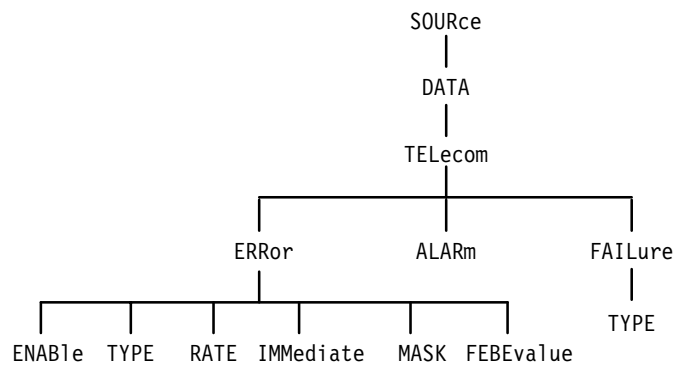 SOURce
DATA
TELecom
ERRor ALARm FAILure
TYPE
ENABle TYPE RATE IMMediate MASK FEBEvalue